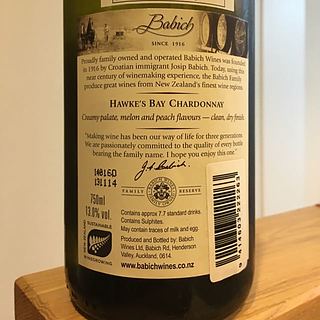 Babich
SINCE 1916
Proudly family owned and operated Babich Wines was founded
in 1916 by Croatian immigrant Josip Babich. Today, using this
near century of winemaking experience, the Babich Family
produce great wines from New Zealand's finest wine regions.
HAWKE'S BAY CHARDONNAY
Creamy palate, melon and peach flavours — clean, dry finish.
"Making wine has been our way of life for three generations.
We are passionately committed to the quality of every bottle
bearing the family name. I hope you enjoy this one."
131114
750ml
13.0% vol
FAMILY
RESERVE
BABICH WINES
SUSTAINABLE
WINEGROWING
Contains approx 7.7 standard drinks.
Contains Sulphites.
May contain traces of milk and egg.
Produced and Bottled by: Babich
Wines Ltd, Babich Rd, Henderson
Valley, Auckland, 0614.
www.babichwines.co.nz